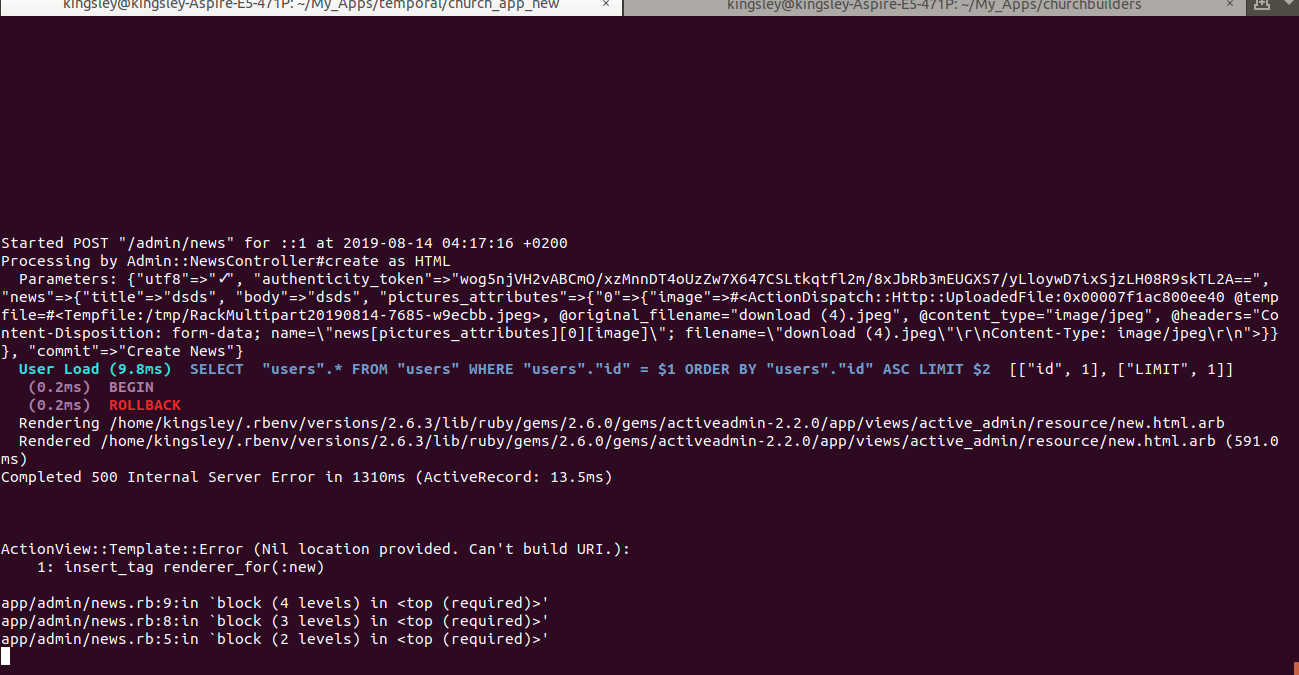 kingsley@kingsley-Aspire-E5-471P: ~/My_Apps/temporal/church_app_new × kingsley@kingsley-Aspire-E5-471P: ~/My_Apps/churchbuilders ×
Started POST "/admin/news" for ::1 at 2019-08-14 04:17:16 +0200
Processing by Admin::NewsController#create as HTML
Parameters: {"utf8"=>"✓", "authenticity_token"=>"wog5njVH2vABCmO/xzMnnDT4oUzZw7X647CSLtkqtfl2m/8xJbRb3mEUGXS7/yLloywD7ixSjzLH08R9skTL2A==",
"news"=>{"title"=>"dsds", "body"=>"dsds", "pictures_attributes"=>{"0"=>{"image"=>#<ActionDispatch::Http::UploadedFile:0x00007f1ac800ee40 @temp
file=#<Tempfile:/tmp/RackMultipart20190814-7685-w9ecbb.jpeg>, @original_filename="download (4).jpeg", @content_type="image/jpeg", @headers="Co
ntent-Disposition: form-data; name=\"news[pictures_attributes][0][image]\"; filename=\"download (4).jpeg\"\r\nContent-Type: image/jpeg\r\n">}}
}, "commit"=>"Create News"}
User Load (9.8ms) SELECT "users".* FROM "users" WHERE "users"."id" = $1 ORDER BY "users"."id" ASC LIMIT $2 [["id", 1], ["LIMIT", 1]]
(0.2ms) BEGIN
(0.2ms) ROLLBACK
Rendering /home/kingsley/.rbenv/versions/2.6.3/lib/ruby/gems/2.6.0/gems/activeadmin-2.2.0/app/views/active_admin/resource/new.html.arb
Rendered /home/kingsley/.rbenv/versions/2.6.3/lib/ruby/gems/2.6.0/gems/activeadmin-2.2.0/app/views/active_admin/resource/new.html.arb (591.0
ms)
Completed 500 Internal Server Error in 1310ms (ActiveRecord: 13.5ms)
ActionView::Template::Error (Nil location provided. Can't build URI.):
1: insert_tag renderer_for(:new)
app/admin/news.rb:9:in `block (4 levels) in <top (required)>'
app/admin/news.rb:8:in `block (3 levels) in <top (required)>'
app/admin/news.rb:5:in `block (2 levels) in <top (required)>'